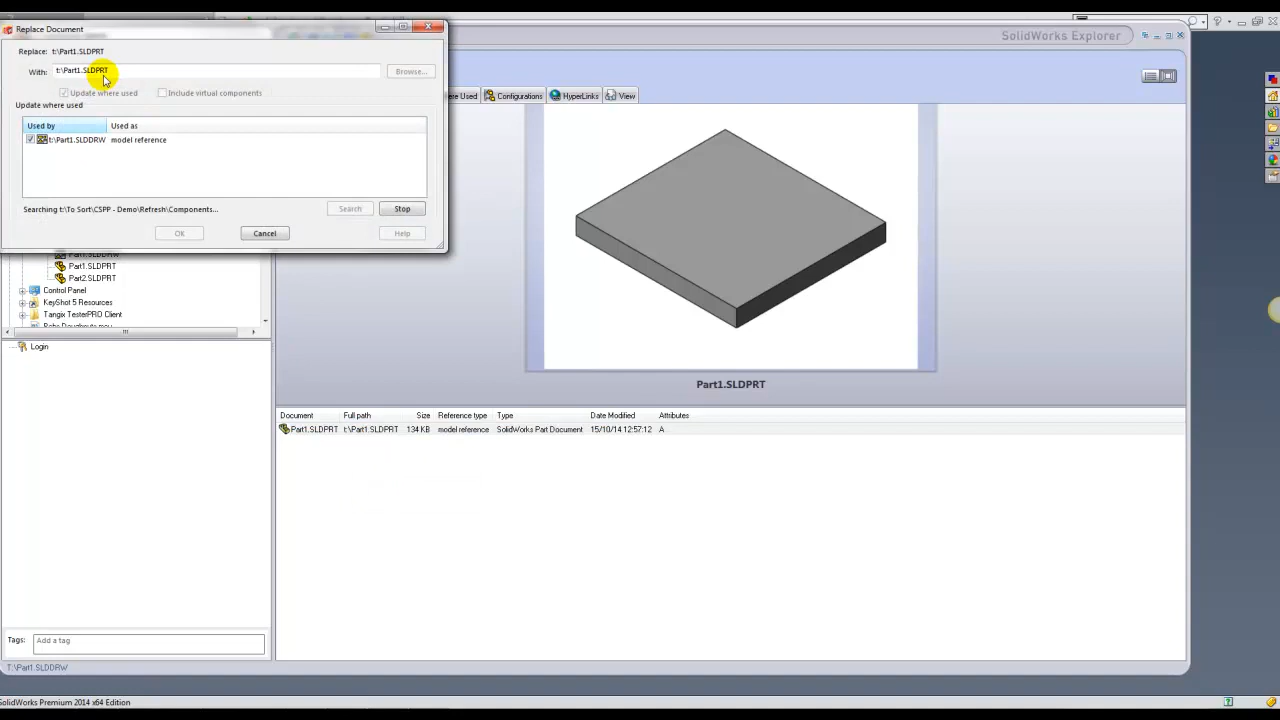 Replace Document
SolidWorks Explorer
Replace: t:\Part1.SLDPRT
With: t:\Part1.SLDPRT
Browse...
Update where used
Include virtual components
Update where used
Used by Used as
t:\Part1.SLDDRW model reference
Searching t:\To Sort\CSPP - Demo\Refresh\Components...
Search
Stop
OK
Cancel
Help
Used
Configurations
HyperLinks
View
Part1.SLDDRW
Part1.SLDPRT
Part2.SLDPRT
Control Panel
KeyShot 5 Resources
Tangix TesterPRO Client
Login
Part1.SLDPRT
Document Full path Size Reference type Type Date Modified Attributes
Part1.SLDPRT t:\Part1.SLDPRT 134 KB model reference SolidWorks Part Document 15/10/14 12:57:12 A
Tags: Add a tag
T:\Part1.SLDDRW
SolidWorks Premium 2014 x64 Edition